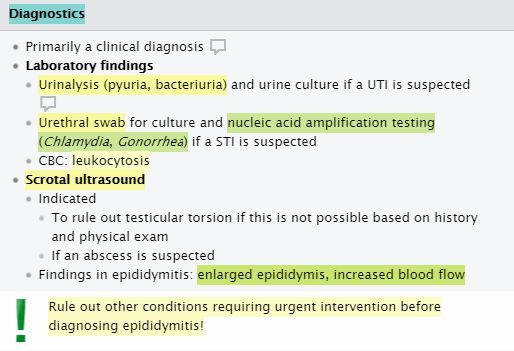 Diagnostics
Primarily a clinical diagnosis
Laboratory findings
Urinalysis (pyuria, bacteriuria) and urine culture if a UTI is suspected
Urethral swab for culture and nucleic acid amplification testing
(Chlamydia, Gonorrhea) if a STI is suspected
CBC: leukocytosis
Scrotal ultrasound
Indicated
To rule out testicular torsion if this is not possible based on history
and physical exam
If an abscess is suspected
Findings in epididymitis: enlarged epididymis, increased blood flow
! Rule out other conditions requiring urgent intervention before
diagnosing epididymitis!